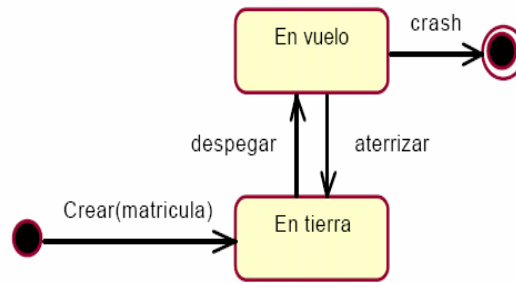 En vuelo
crash
despegar
aterrizar
Crear(matricula)
En tierra